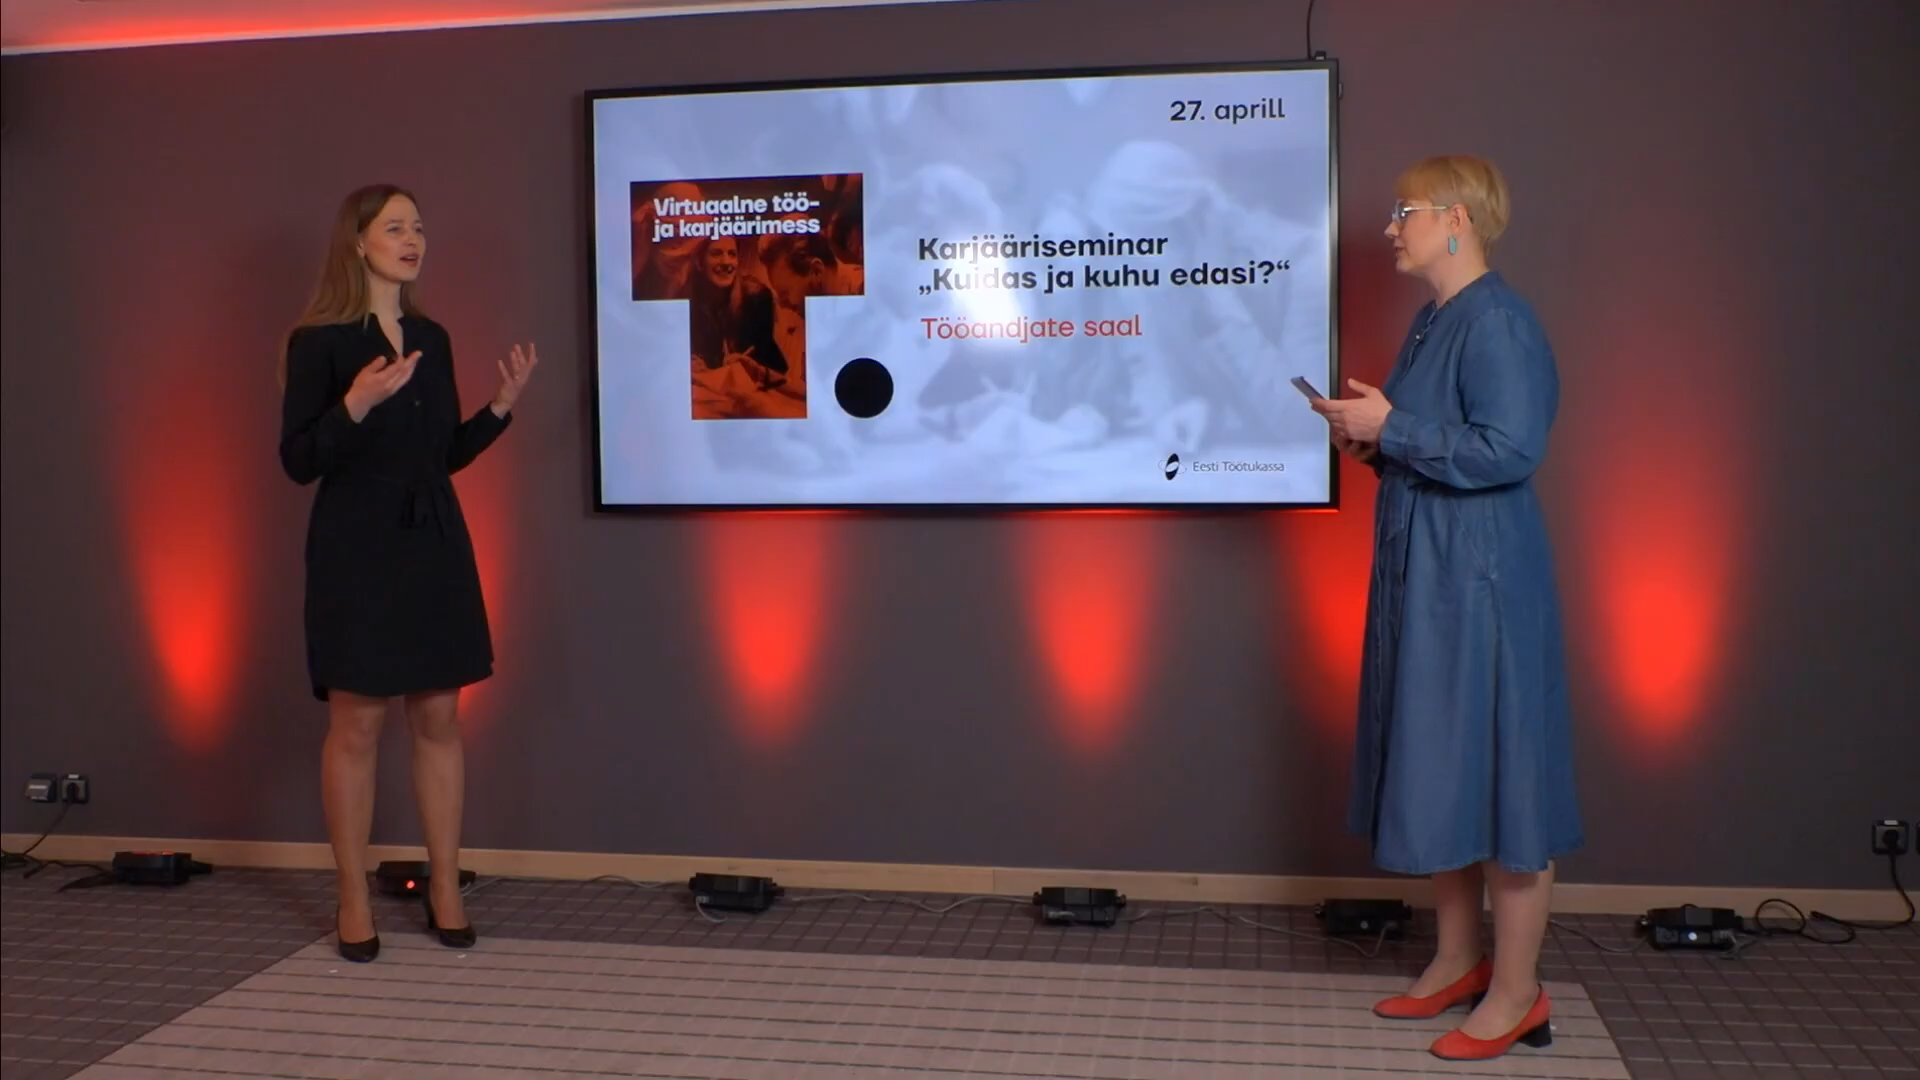 27. aprill
Virtuaalne töö-
ja karjäärimess
Karjääriseminar
„Kuidas ja kuhu edasi?“
Tööandjate saal
Eesti Töötukassa